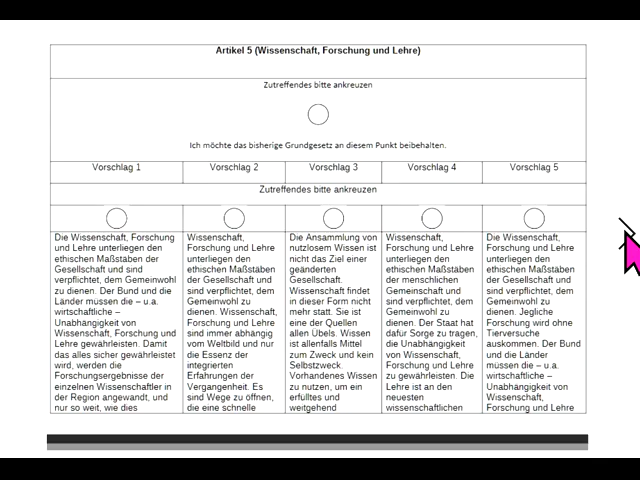 Artikel 5 (Wissenschaft, Forschung und Lehre)
Zutreffendes bitte ankreuzen
Ich möchte das bisherige Grundgesetz an diesem Punkt beibehalten.
Vorschlag 1
Vorschlag 2
Vorschlag 3
Vorschlag 4
Vorschlag 5
Zutreffendes bitte ankreuzen
Die Wissenschaft, Forschung
und Lehre unterliegen den
ethischen Maßstäben der
Gesellschaft und sind
verpflichtet, dem Gemeinwohl
zu dienen. Der Bund und die
Länder müssen die – u.a.
wirtschaftliche –
Unabhängigkeit von
Wissenschaft, Forschung und
Lehre gewährleisten. Damit
das alles sicher gewährleistet
wird, werden die
Forschungsergebnisse der
einzelnen Wissenschaftler in
der Region angewandt, und
nur so weit, wie dies
Wissenschaft,
Forschung und Lehre
unterliegen den
ethischen Maßstäben
der Gesellschaft und
sind verpflichtet, dem
Gemeinwohl zu
dienen. Wissenschaft,
Forschung und Lehre
sind immer abhängig
vom Weltbild und nur
die Essenz der
integrierten
Erfahrungen der
Vergangenheit. Es
sind Wege zu öffnen,
die eine schnelle
Die Ansammlung von
nutzlosem Wissen ist
nicht das Ziel einer
geänderten
Gesellschaft.
Wissenschaft findet
in dieser Form nicht
mehr statt. Sie ist
eine der Quellen
allen Übels. Wissen
ist allenfalls Mittel
zum Zweck und kein
Selbstzweck.
Vorhandenes Wissen
zu nutzen, um ein
erfülltes und
weitgehend
Wissenschaft,
Forschung und Lehre
unterliegen den
ethischen Maßstäben
der menschlichen
Gemeinschaft und
sind verpflichtet, dem
Gemeinwohl zu
dienen. Der Staat hat
dafür Sorge zu tragen,
die Unabhängigkeit
von Wissenschaft,
Forschung und Lehre
zu gewährleisten. Die
Lehre ist an den
neuesten
wissenschaftlichen
Die Wissenschaft,
Forschung und Lehre
unterliegen den
ethischen Maßstäben
der Gesellschaft und
sind verpflichtet, dem
Gemeinwohl zu
dienen. Jegliche
Forschung wird ohne
Tierversuche
auskommen. Der Bund
und die Länder
müssen die – u.a.
wirtschaftliche –
Unabhängigkeit von
Wissenschaft,
Forschung und Lehre